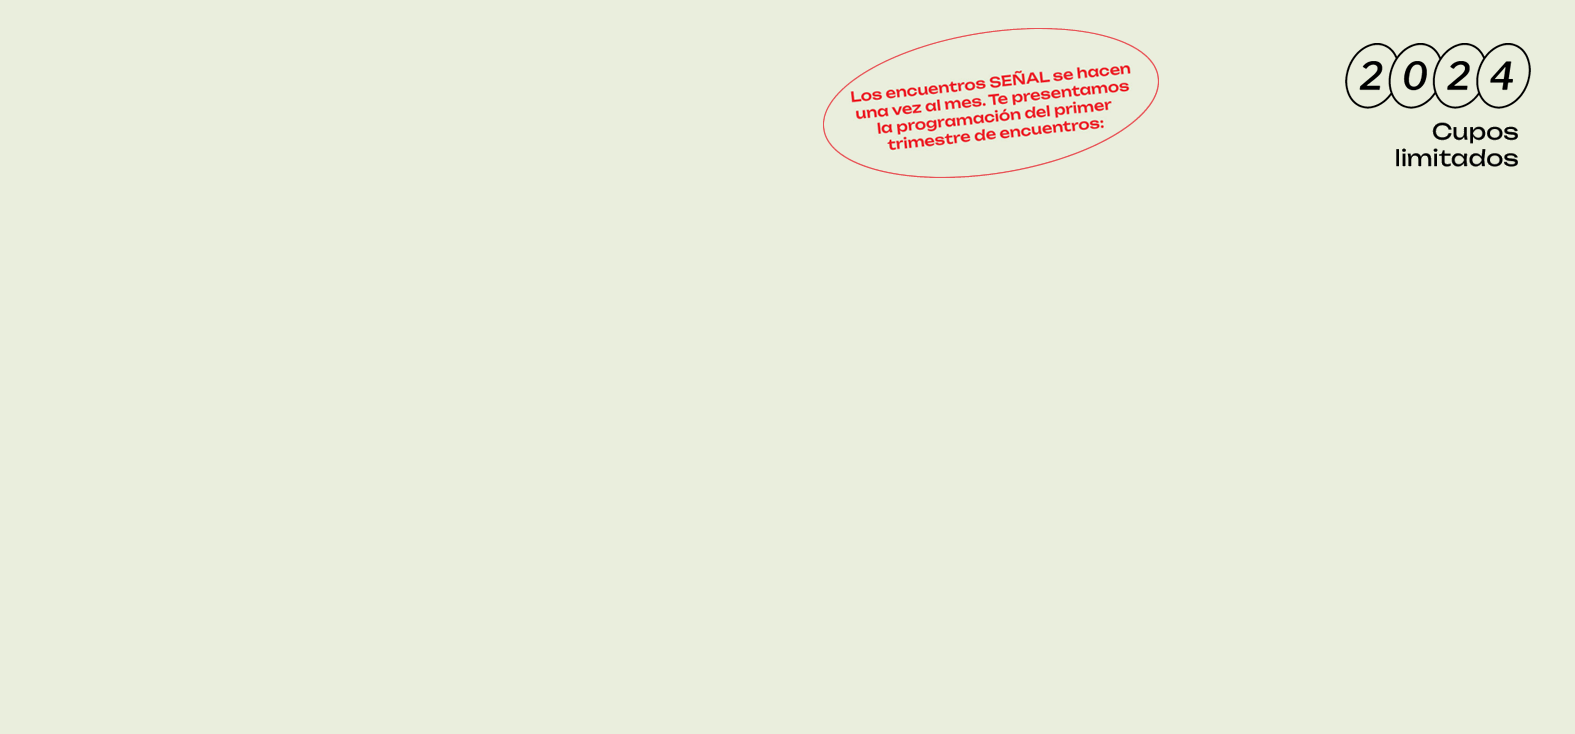 Los encuentros SEÑAL se hacen
una vez al mes. Te presentamos
la programación del primer
trimestre de encuentros:
2024
Cupos
limitados